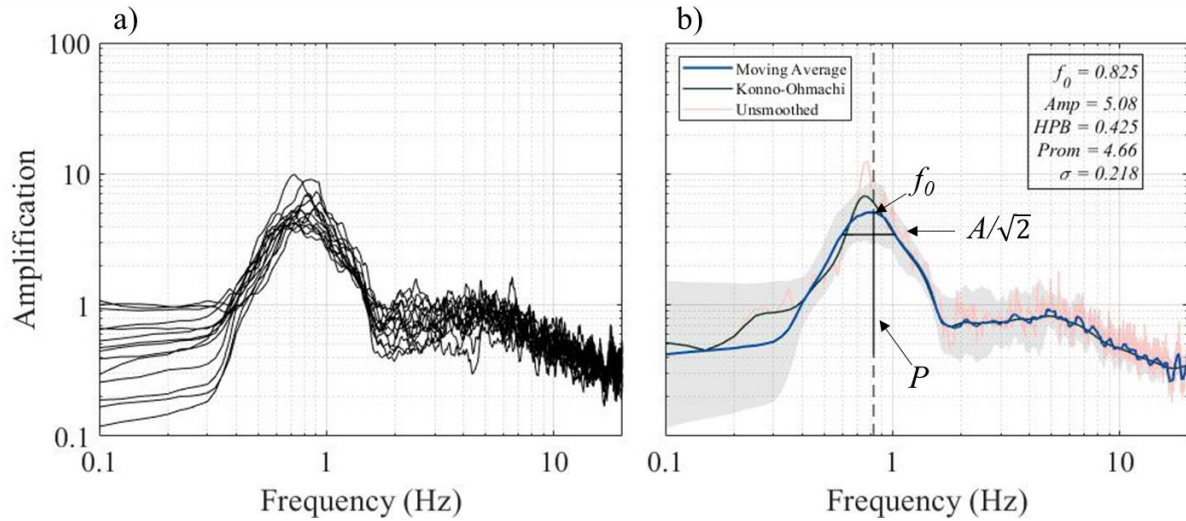 a)
b)
100
10
1
0.1
Amplification
0.1
1
10
Frequency (Hz)
Moving Average
Konno-Ohmachi
Unsmoothed
f0 = 0.825
Amp = 5.08
HPB = 0.425
Prom = 4.66
σ = 0.218
f0
A/√2
P
0.1
1
10
Frequency (Hz)